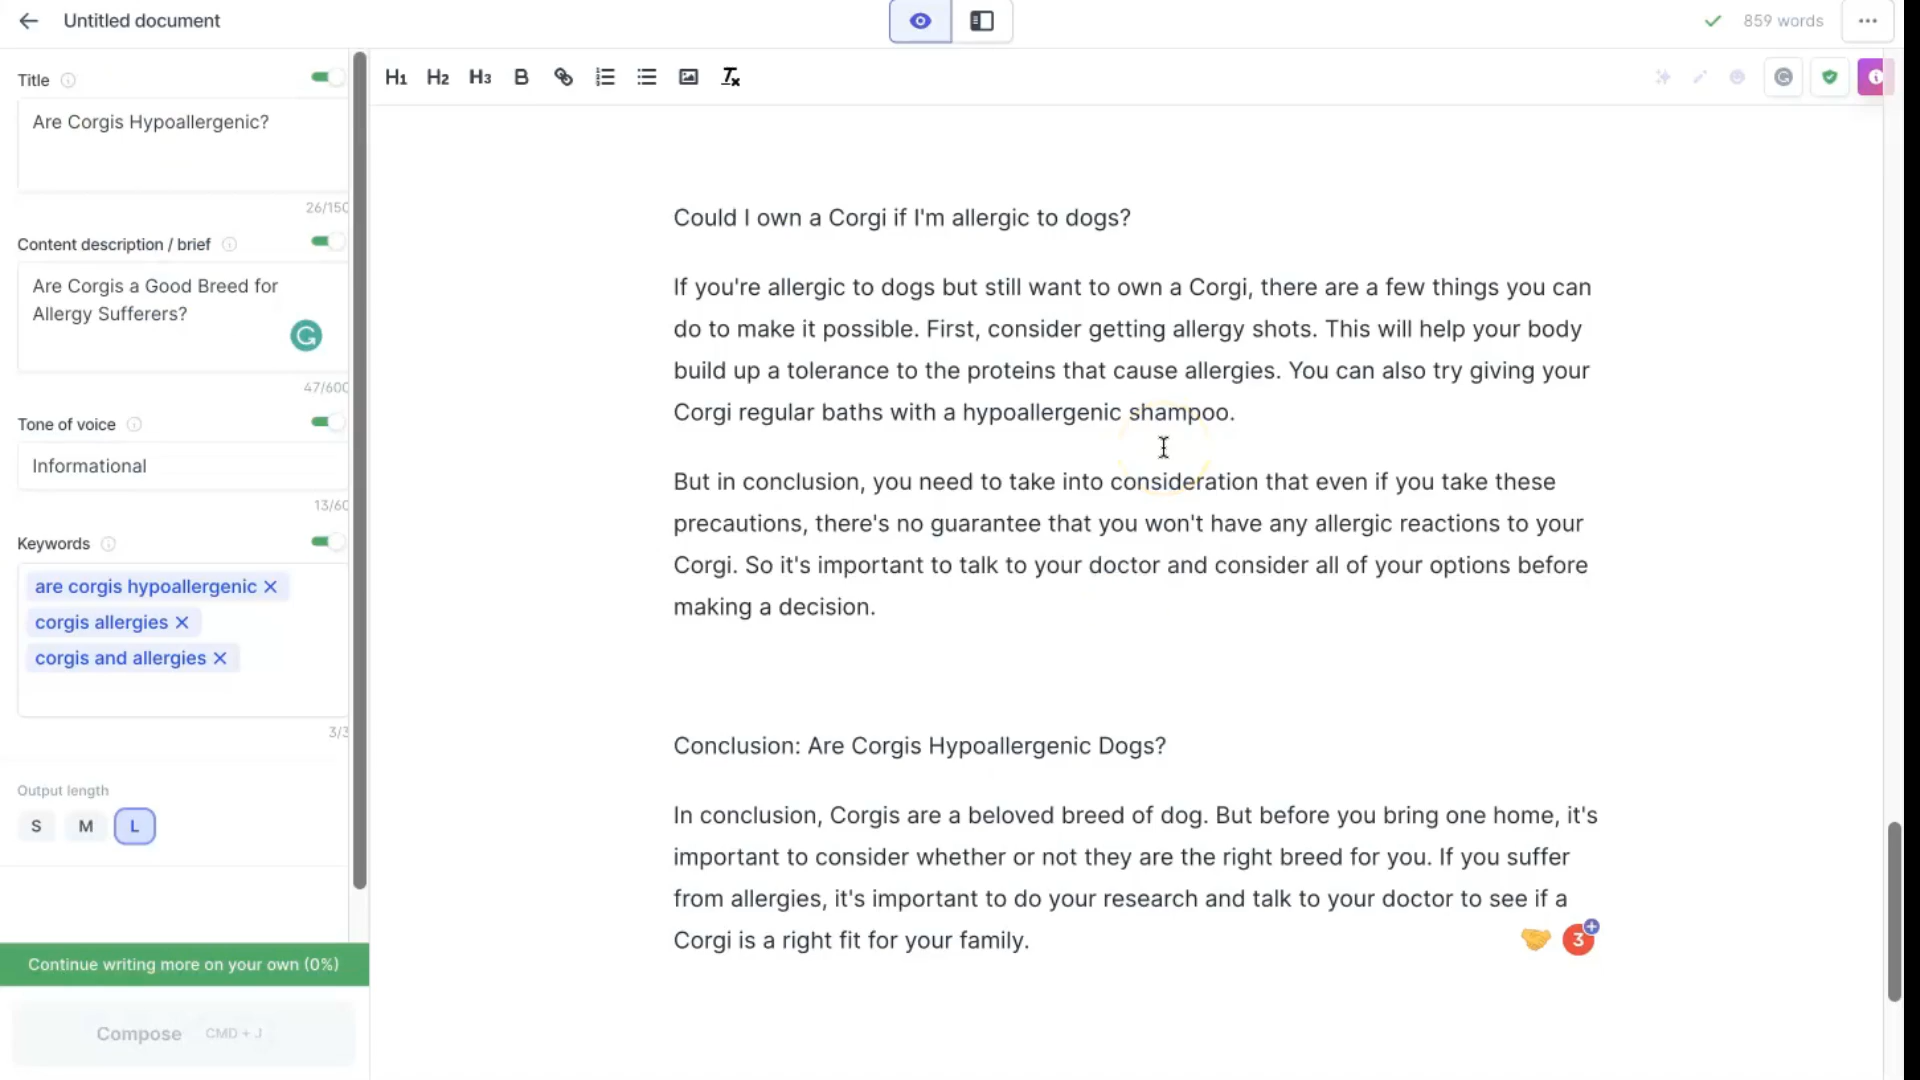 Untitled document
859 words
Title
Are Corgis Hypoallergenic?
26/150
Content description / brief
Are Corgis a Good Breed for
Allergy Sufferers?
47/600
Tone of voice
Informational
13/60
Keywords
are corgis hypoallergenic
corgis allergies
corgis and allergies
3/3
Output length
S M L
Continue writing more on your own (0%)
Compose CMD + J
H1 H2 H3 B
Could I own a Corgi if I'm allergic to dogs?
If you're allergic to dogs but still want to own a Corgi, there are a few things you can
do to make it possible. First, consider getting allergy shots. This will help your body
build up a tolerance to the proteins that cause allergies. You can also try giving your
Corgi regular baths with a hypoallergenic shampoo.
But in conclusion, you need to take into consideration that even if you take these
precautions, there's no guarantee that you won't have any allergic reactions to your
Corgi. So it's important to talk to your doctor and consider all of your options before
making a decision.
Conclusion: Are Corgis Hypoallergenic Dogs?
In conclusion, Corgis are a beloved breed of dog. But before you bring one home, it's
important to consider whether or not they are the right breed for you. If you suffer
from allergies, it's important to do your research and talk to your doctor to see if a
Corgi is a right fit for your family.
3